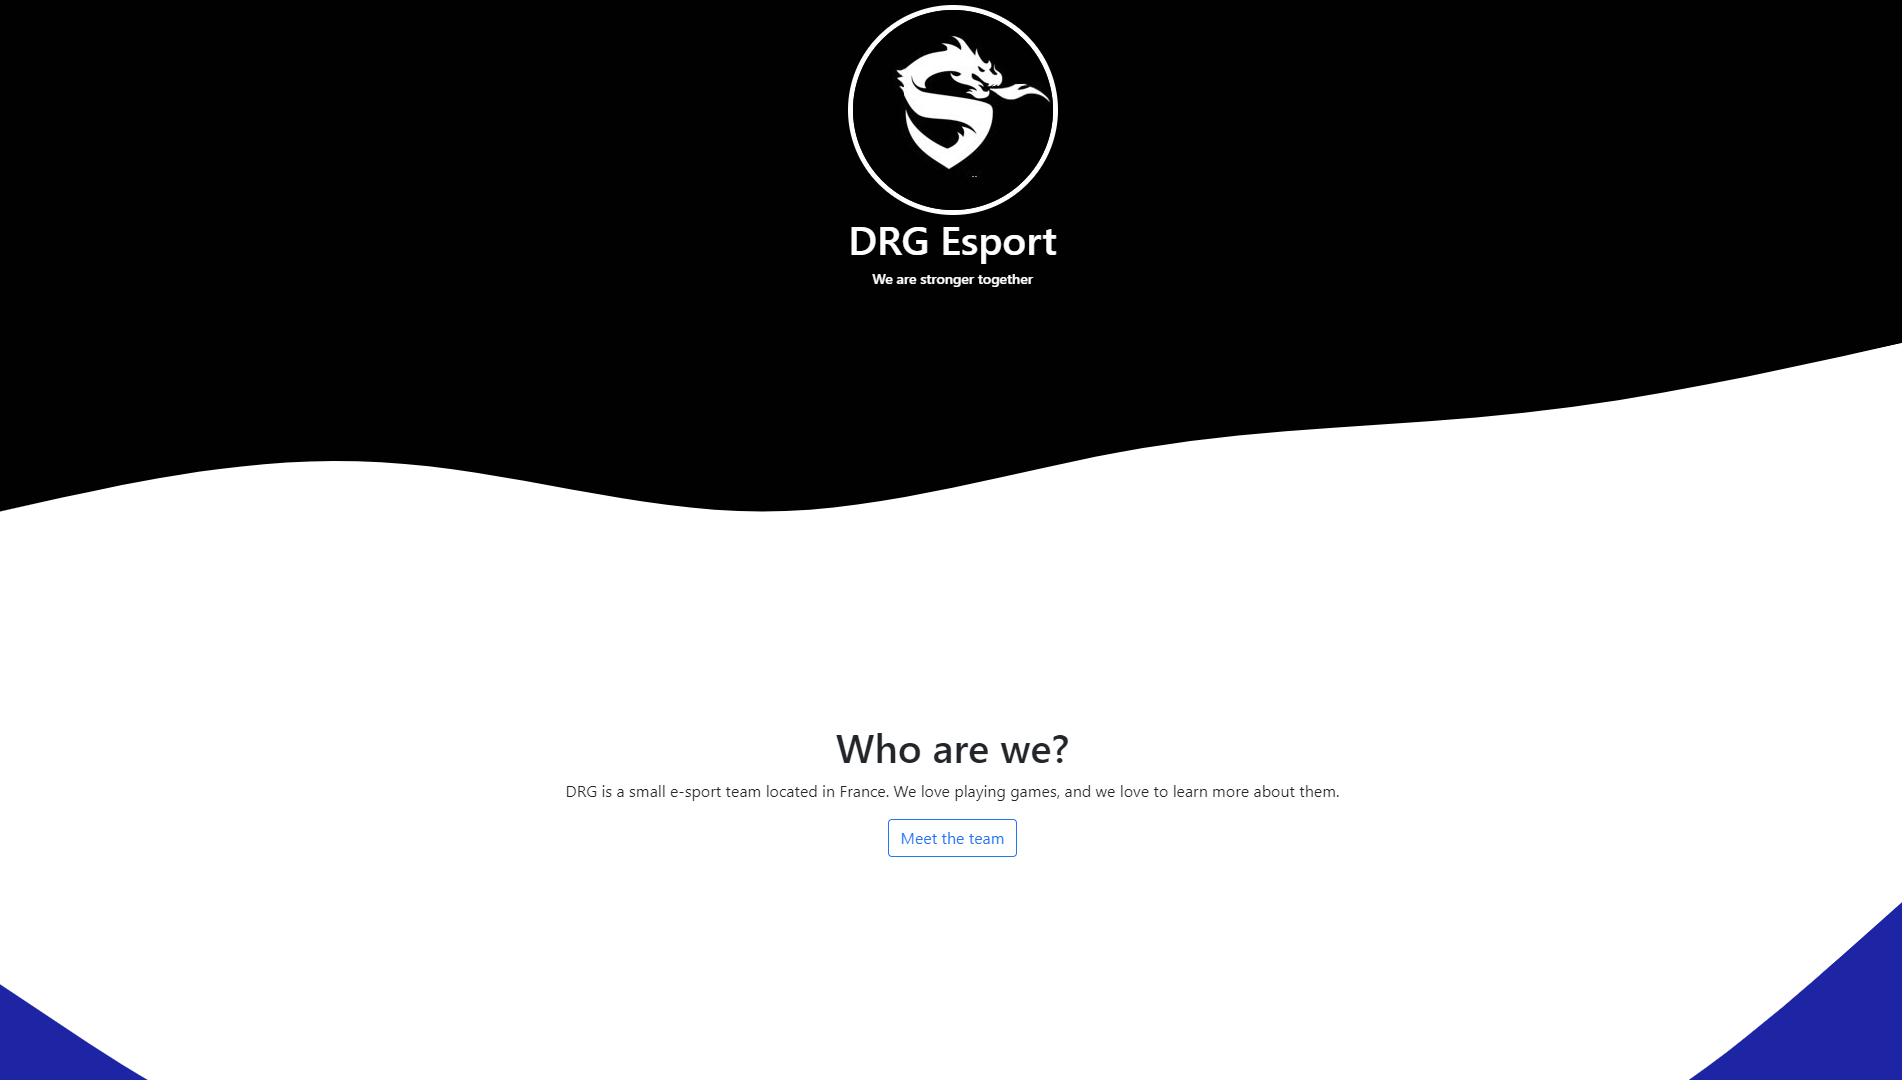 DRG Esport
We are stronger together
Who are we?
DRG is a small e-sport team located in France. We love playing games, and we love to learn more about them.
Meet the team